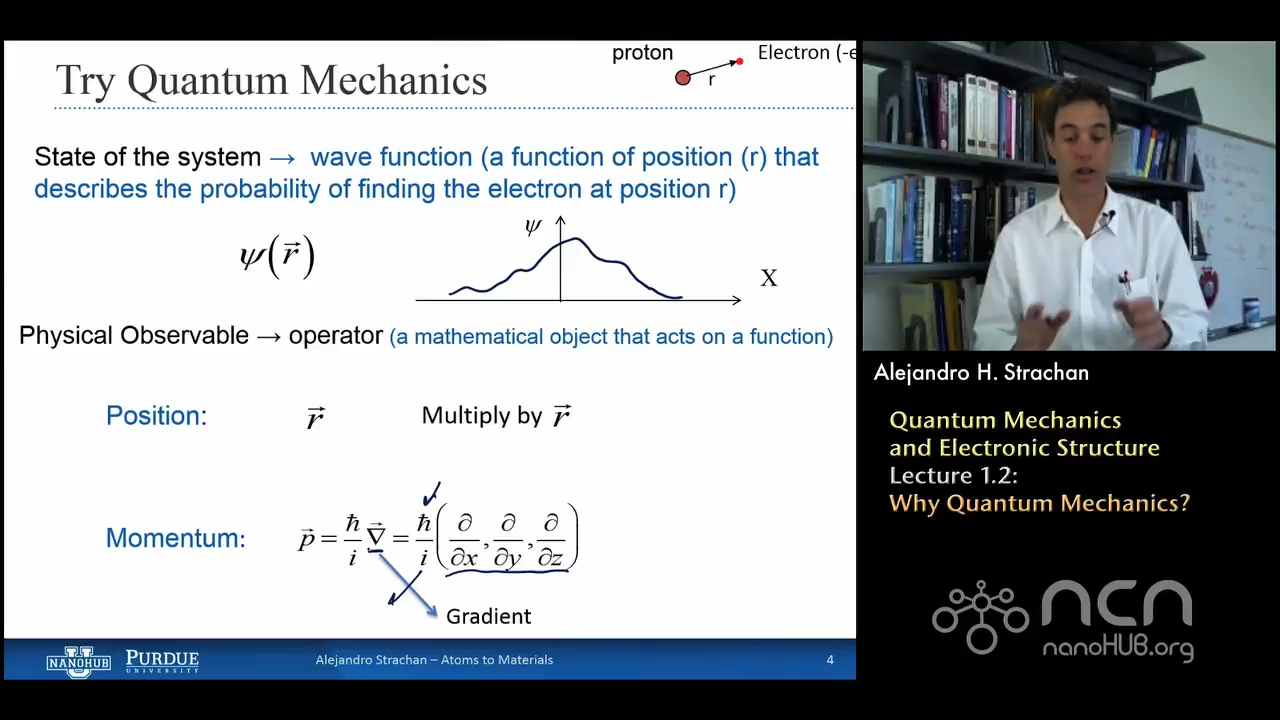 proton
Electron (-e
r
Try Quantum Mechanics
State of the system → wave function (a function of position (r) that
describes the probability of finding the electron at position r)
ψ(r⃗)
ψ
X
Physical Observable → operator (a mathematical object that acts on a function)
Position: r⃗ Multiply by r⃗
Momentum: p⃗ = ħ/i ∇⃗ = ħ/i (∂/∂x, ∂/∂y, ∂/∂z)
Gradient
nanoHUB
PURDUE
UNIVERSITY
Alejandro Strachan – Atoms to Materials
4
Alejandro H. Strachan
Quantum Mechanics
and Electronic Structure
Lecture 1.2:
Why Quantum Mechanics?
ncn
nanoHUB.org